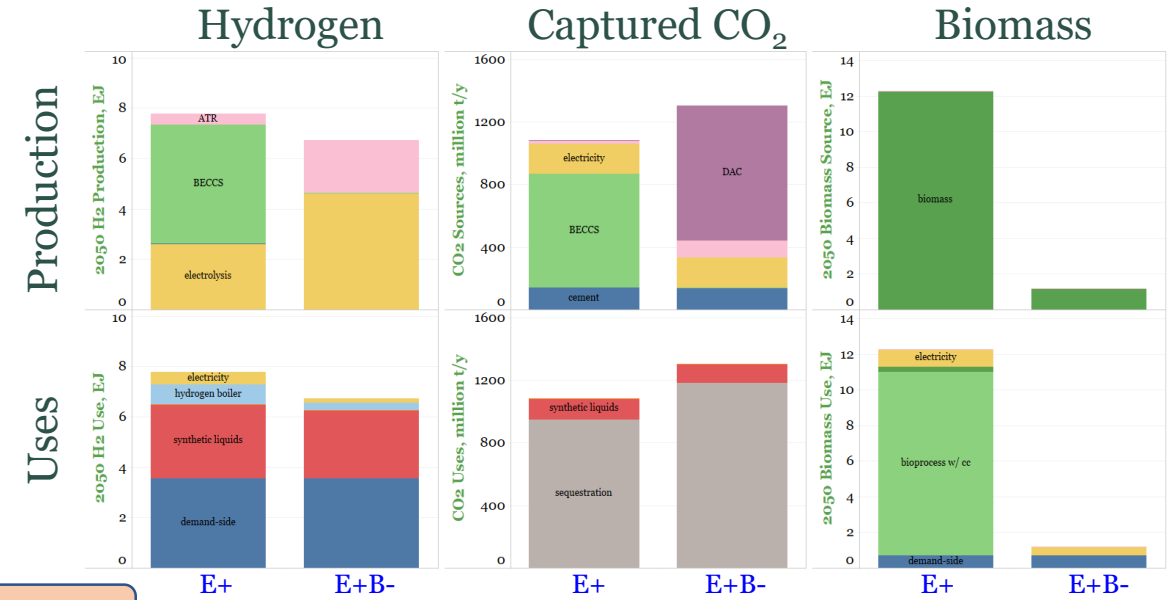 Hydrogen
Captured CO₂
Biomass
Production
2050 H2 Production, EJ
10
8
6
4
2
0
ATR
BECCS
electrolysis
CO2 Sources, million t/y
1600
1200
800
400
0
electricity
BECCS
cement
DAC
2050 Biomass Source, EJ
14
12
10
8
6
4
2
0
biomass
Uses
2050 H2 Use, EJ
10
8
6
4
2
0
electricity
hydrogen boiler
synthetic liquids
demand-side
CO2 Uses, million t/y
1600
1200
800
400
0
synthetic liquids
sequestration
2050 Biomass Use, EJ
14
12
10
8
6
4
2
0
electricity
bioprocess w/ cc
demand-side
E+
E+B-
E+
E+B-
E+
E+B-